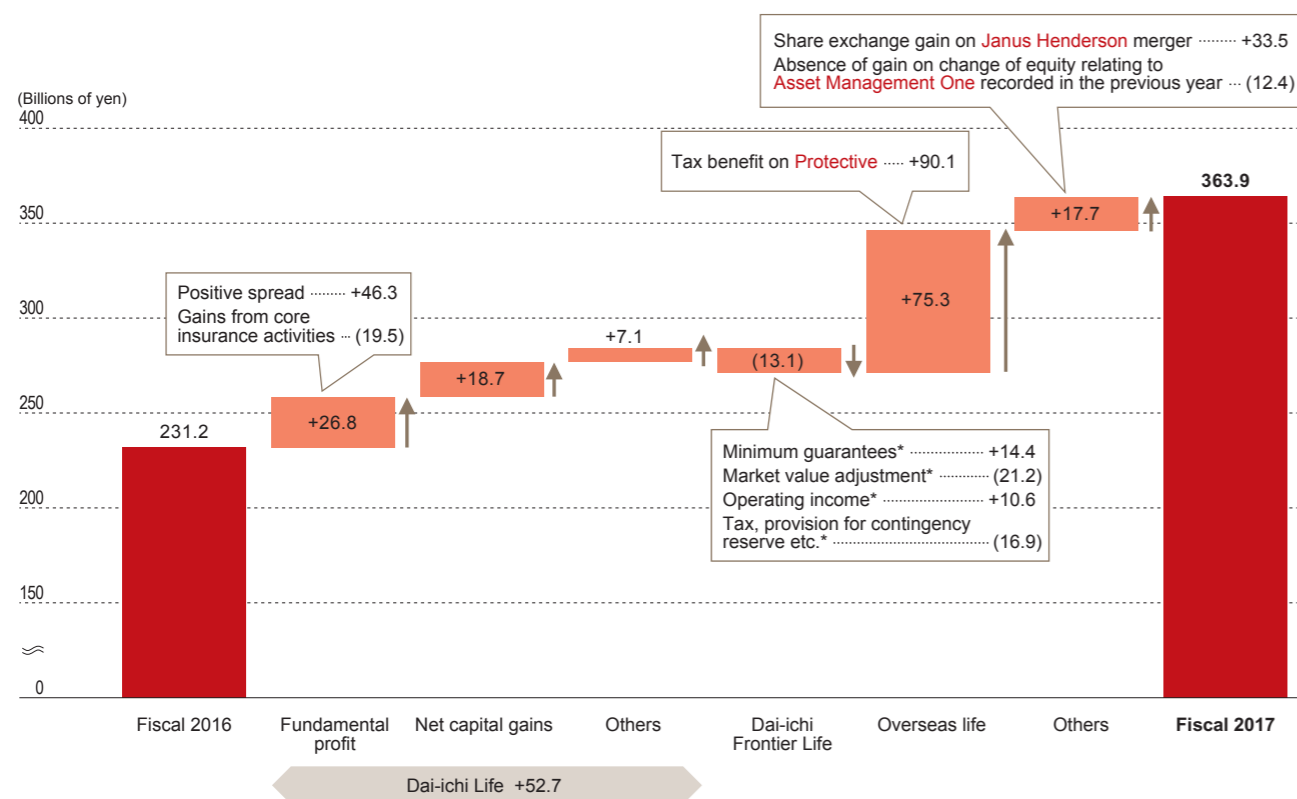 Share exchange gain on Janus Henderson merger ········ +33.5
Absence of gain on change of equity relating to
Asset Management One recorded in the previous year ··· (12.4)
(Billions of yen)
400
Tax benefit on Protective ····· +90.1
363.9
350
+17.7
Positive spread ········· +46.3
Gains from core
insurance activities ··· (19.5)
300
+75.3
+7.1
(13.1)
+18.7
250
+26.8
231.2
Minimum guarantees* ·················· +14.4
Market value adjustment* ············· (21.2)
Operating income* ······················ +10.6
Tax, provision for contingency
reserve etc.* ······································· (16.9)
200
150
0
Fiscal 2016
Fundamental
profit
Net capital gains
Others
Dai-ichi
Frontier Life
Overseas life
Others
Fiscal 2017
Dai-ichi Life +52.7